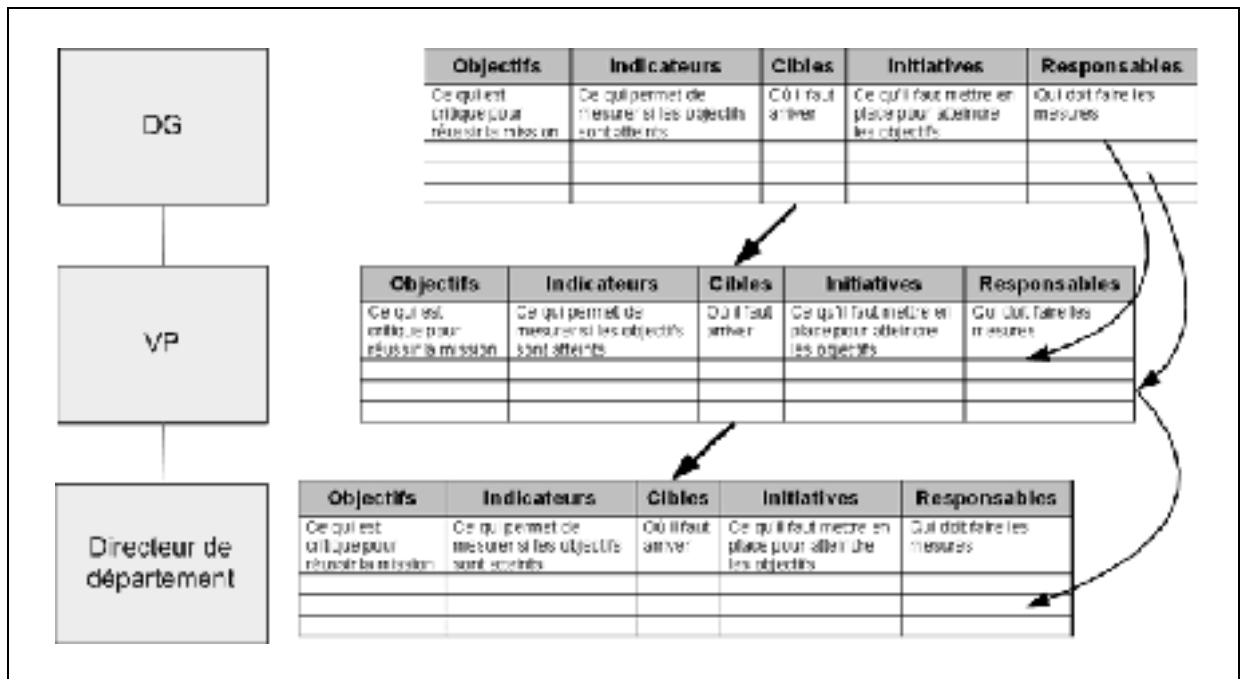 DG
Objectifs Indicateurs Cibles Initiatives Responsables
Ce qui est Ce qui permet de Où il faut Ce qu'il faut mettre en Qui doit faire les
critique pour mesurer si les objectifs arriver place pour atteindre mesures
réussir la mission sont atteints les objectifs
VP
Objectifs Indicateurs Cibles Initiatives Responsables
Ce qui est Ce qui permet de Où il faut Ce qu'il faut mettre en Qui doit faire les
critique pour mesurer si les objectifs arriver place pour atteindre mesures
réussir la mission sont atteints les objectifs
Directeur de
département
Objectifs Indicateurs Cibles Initiatives Responsables
Ce qui est Ce qui permet de Où il faut Ce qu'il faut mettre en Qui doit faire les
critique pour mesurer si les objectifs arriver place pour atteindre mesures
réussir la mission sont atteints les objectifs